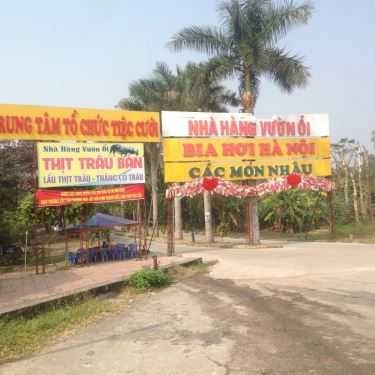 TRUNG TÂM TỔ CHỨC TIỆC CƯỚI
Nhà Hàng Vườn Ổi
THỊT TRÂU BẢN
LẨU THỊT TRÂU - THẮNG CỐ TRÂU
NHÀ HÀNG VƯỜN ỔI
BIA HƠI HÀ NỘI
CÁC MÓN NHẬU